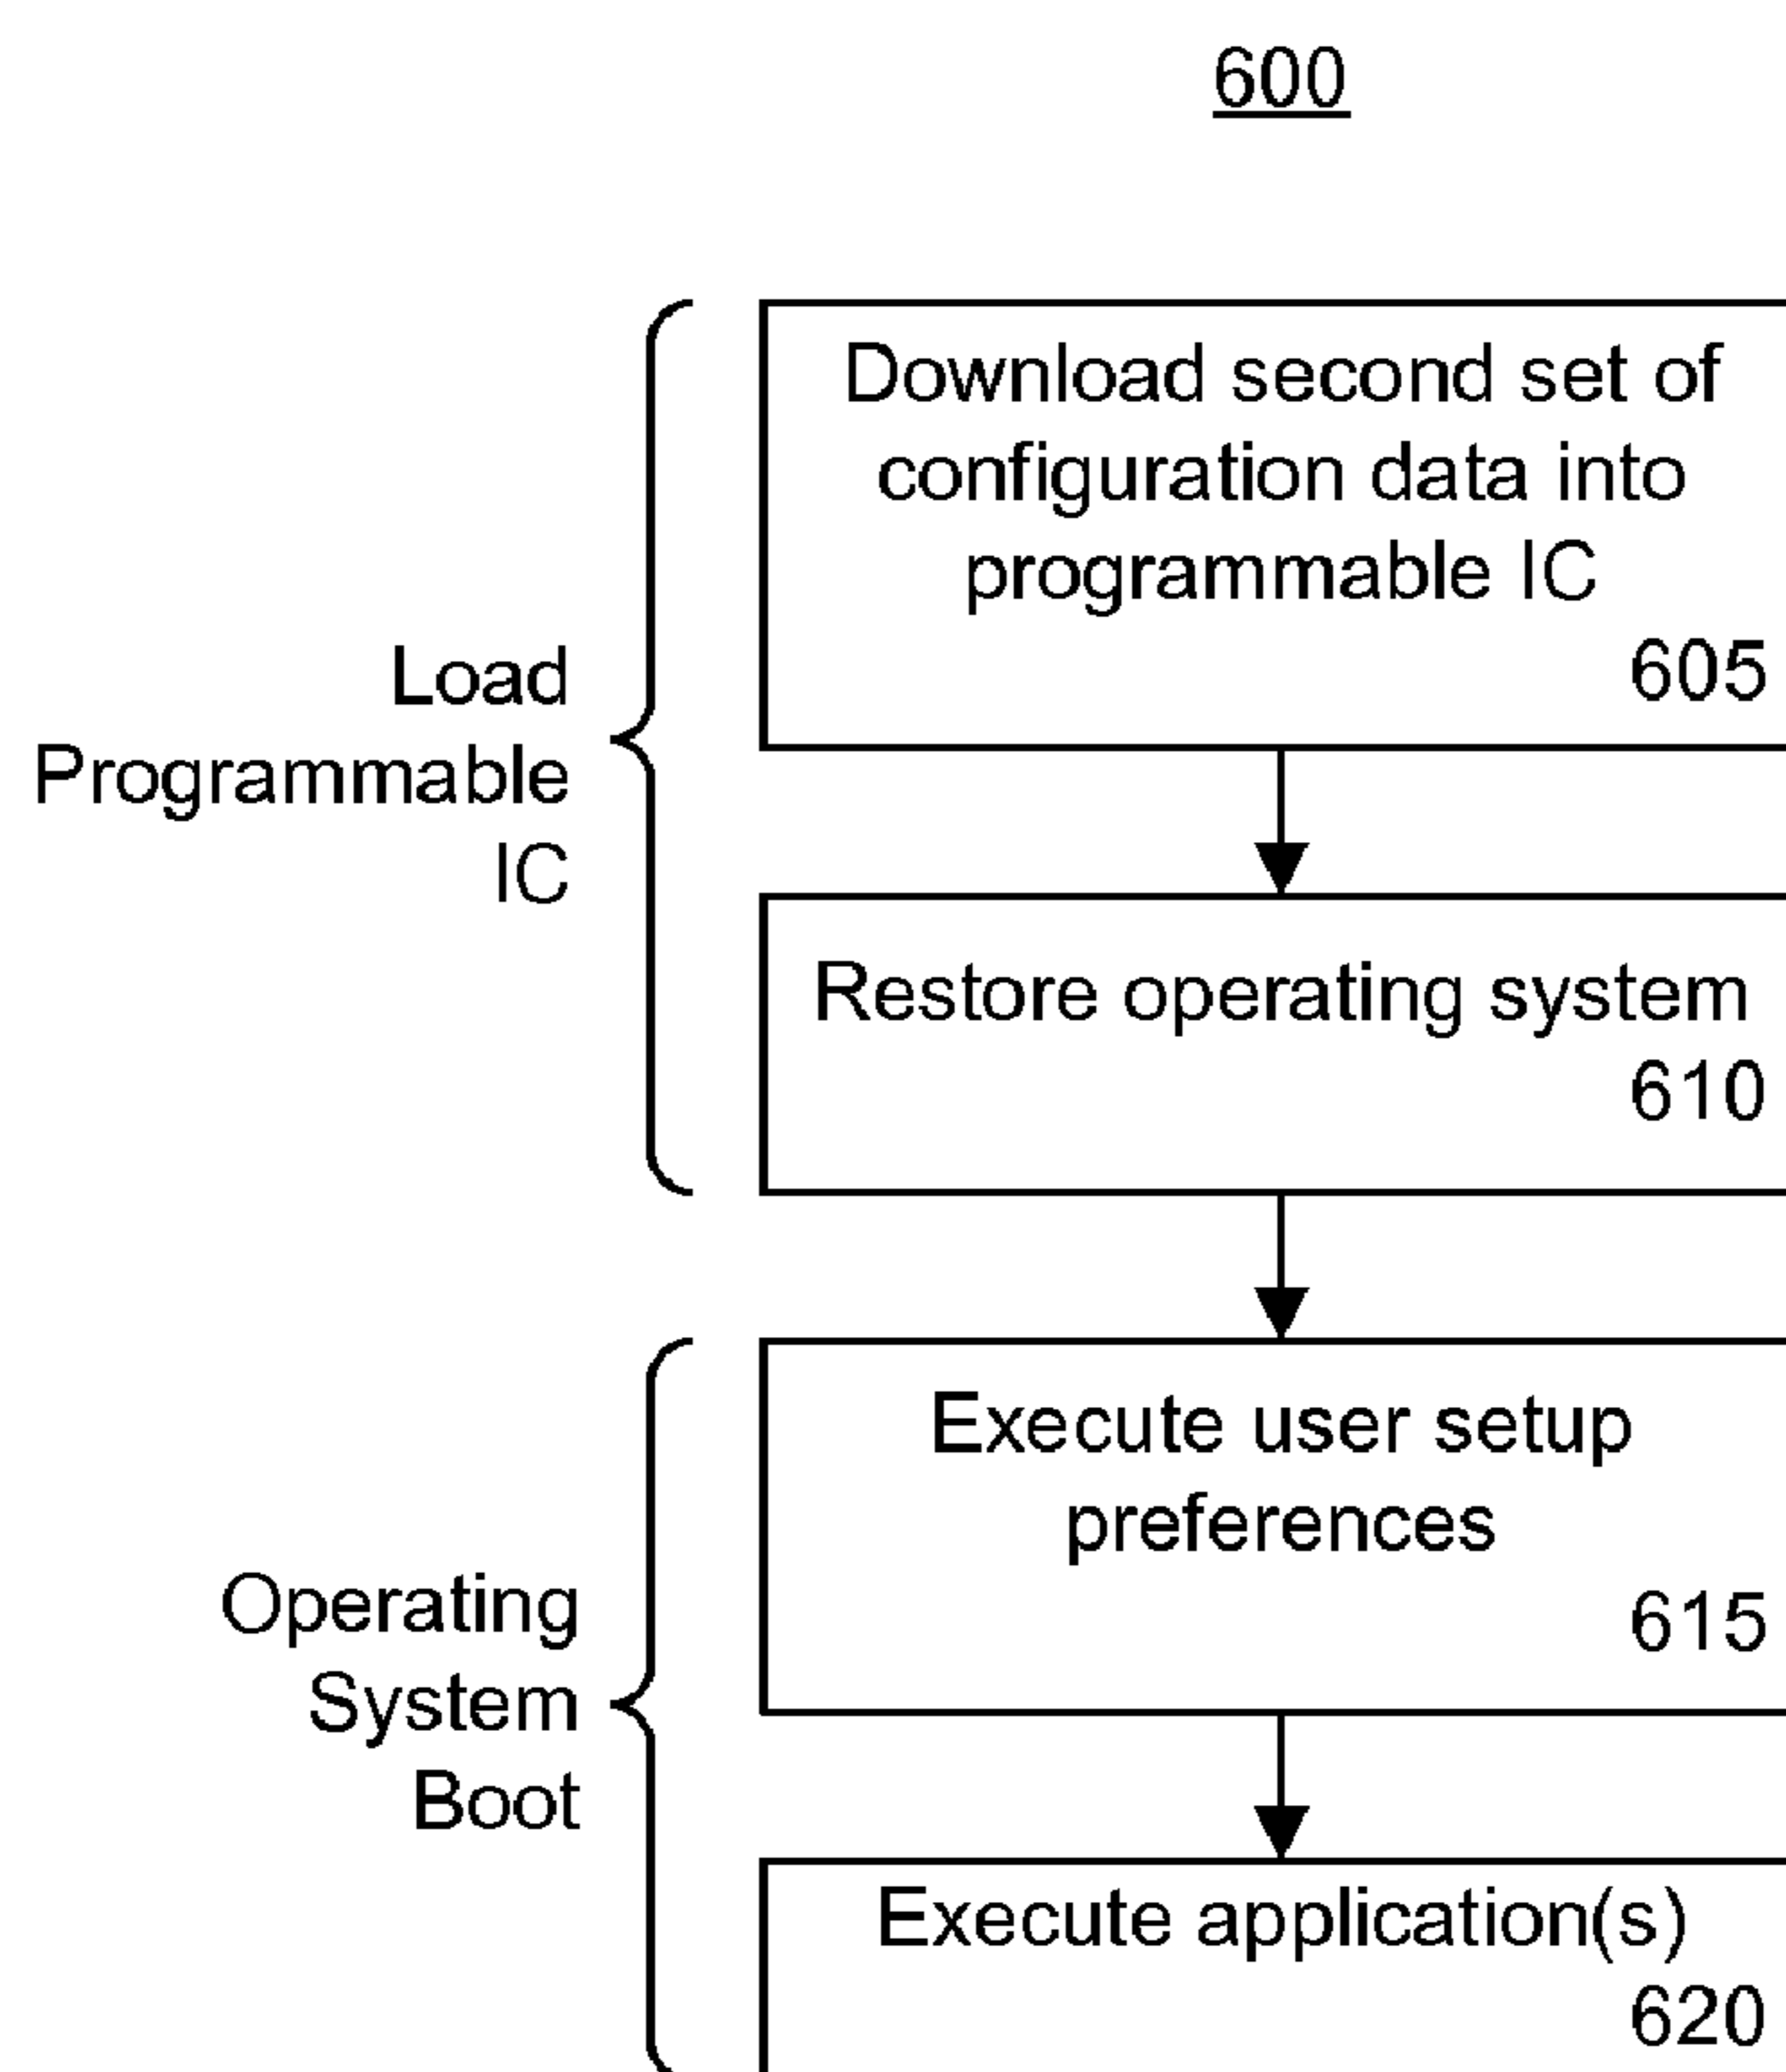 600
Load
Programmable
IC
Download second set of
configuration data into
programmable IC
605
Restore operating system
610
Operating
System
Boot
Execute user setup
preferences
615
Execute application(s)
620